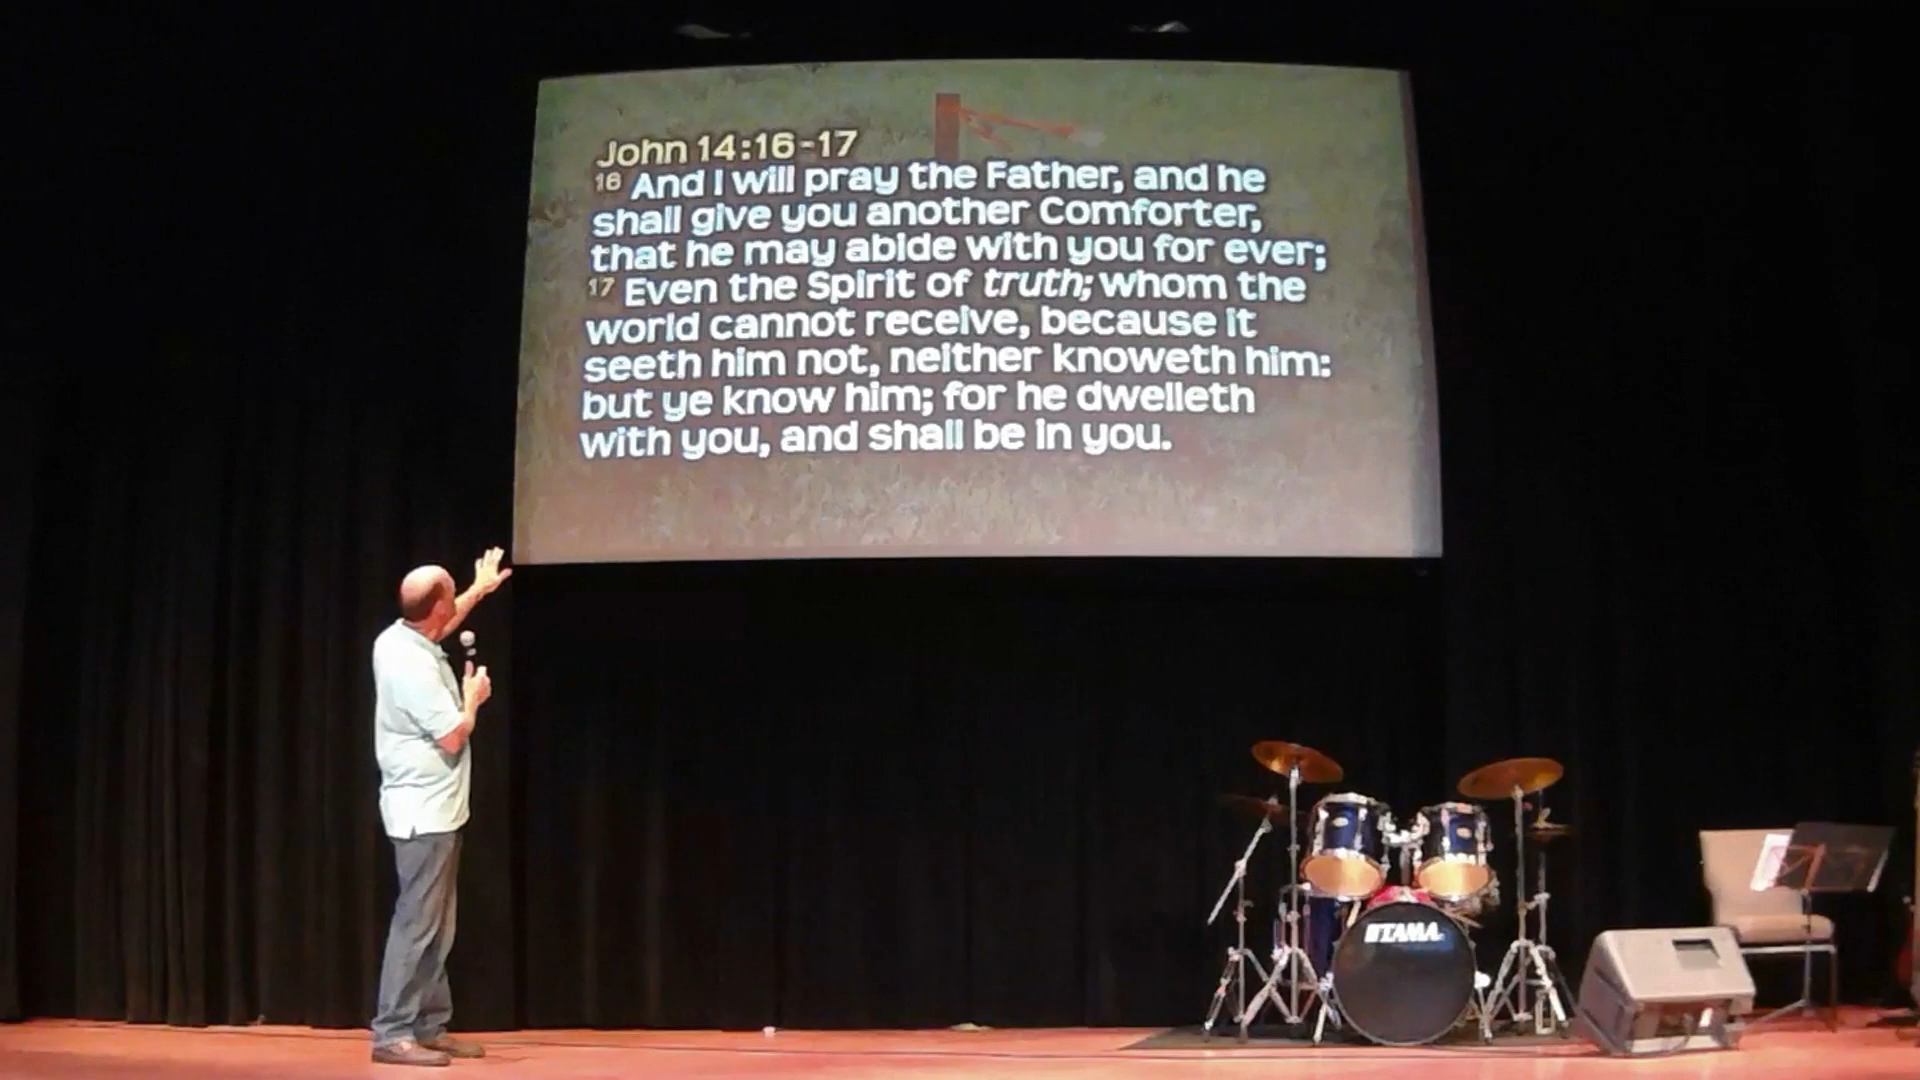 John 14:16-17
16 And I will pray the Father, and he
shall give you another Comforter,
that he may abide with you for ever;
17 Even the Spirit of truth; whom the
world cannot receive, because it
seeth him not, neither knoweth him:
but ye know him; for he dwelleth
with you, and shall be in you.
TAMA